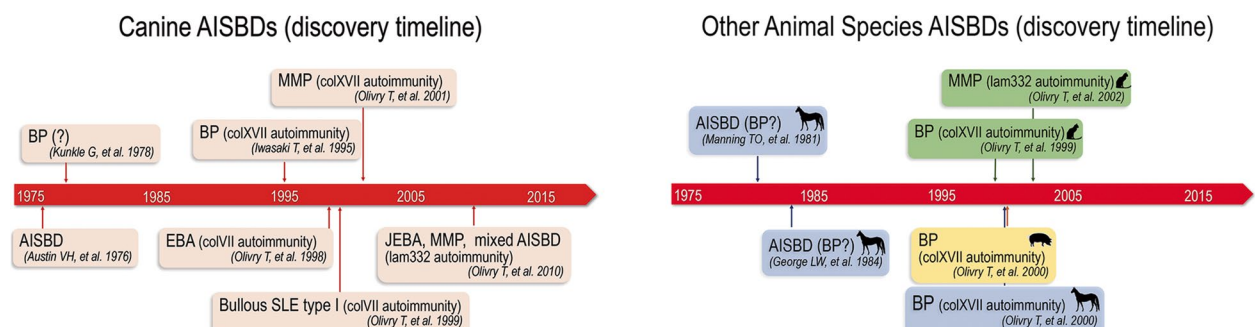 Canine AISBDs (discovery timeline)
MMP (colXVII autoimmunity)
(Olivry T, et al. 2001)
BP (?)
(Kunkle G, et al. 1978)
BP (colXVII autoimmunity)
(Iwasaki T, et al. 1995)
1975 1985 1995 2005 2015
AISBD
(Austin VH, et al. 1976)
EBA (colVII autoimmunity)
(Olivry T, et al. 1998)
JEBA, MMP, mixed AISBD
(lam332 autoimmunity)
(Olivry T, et al. 2010)
Bullous SLE type I (colVII autoimmunity)
(Olivry T, et al. 1999)
Other Animal Species AISBDs (discovery timeline)
MMP (lam332 autoimmunity)
(Olivry T, et al. 2002)
AISBD (BP?)
(Manning TO, et al. 1981)
BP (colXVII autoimmunity)
(Olivry T, et al. 1999)
1975 1985 1995 2005 2015
AISBD (BP?)
(George LW, et al. 1984)
BP
(colXVII autoimmunity)
(Olivry T, et al. 2000)
BP (colXVII autoimmunity)
(Olivry T, et al. 2000)